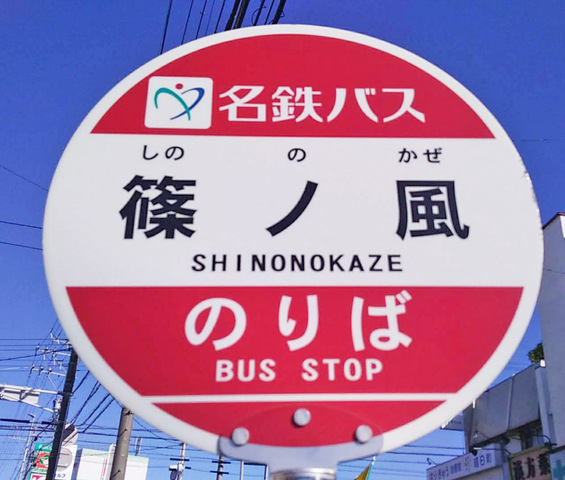 名鉄バス
しの の かぜ
篠ノ風
SHINONOKAZE
のりば
BUS STOP